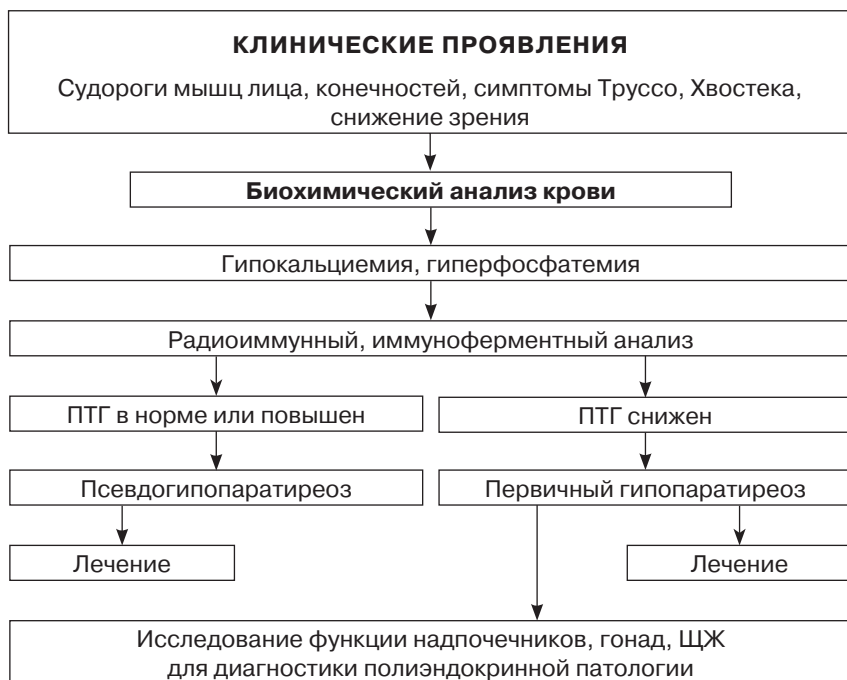 КЛИНИЧЕСКИЕ ПРОЯВЛЕНИЯ
Судороги мышц лица, конечностей, симптомы Труссо, Хвостека,
снижение зрения
Биохимический анализ крови
Гипокальциемия, гиперфосфатемия
Радиоиммунный, иммуноферментный анализ
ПТГ в норме или повышен
ПТГ снижен
Псевдогипопаратиреоз
Первичный гипопаратиреоз
Лечение
Лечение
Исследование функции надпочечников, гонад, ЩЖ
для диагностики полиэндокринной патологии